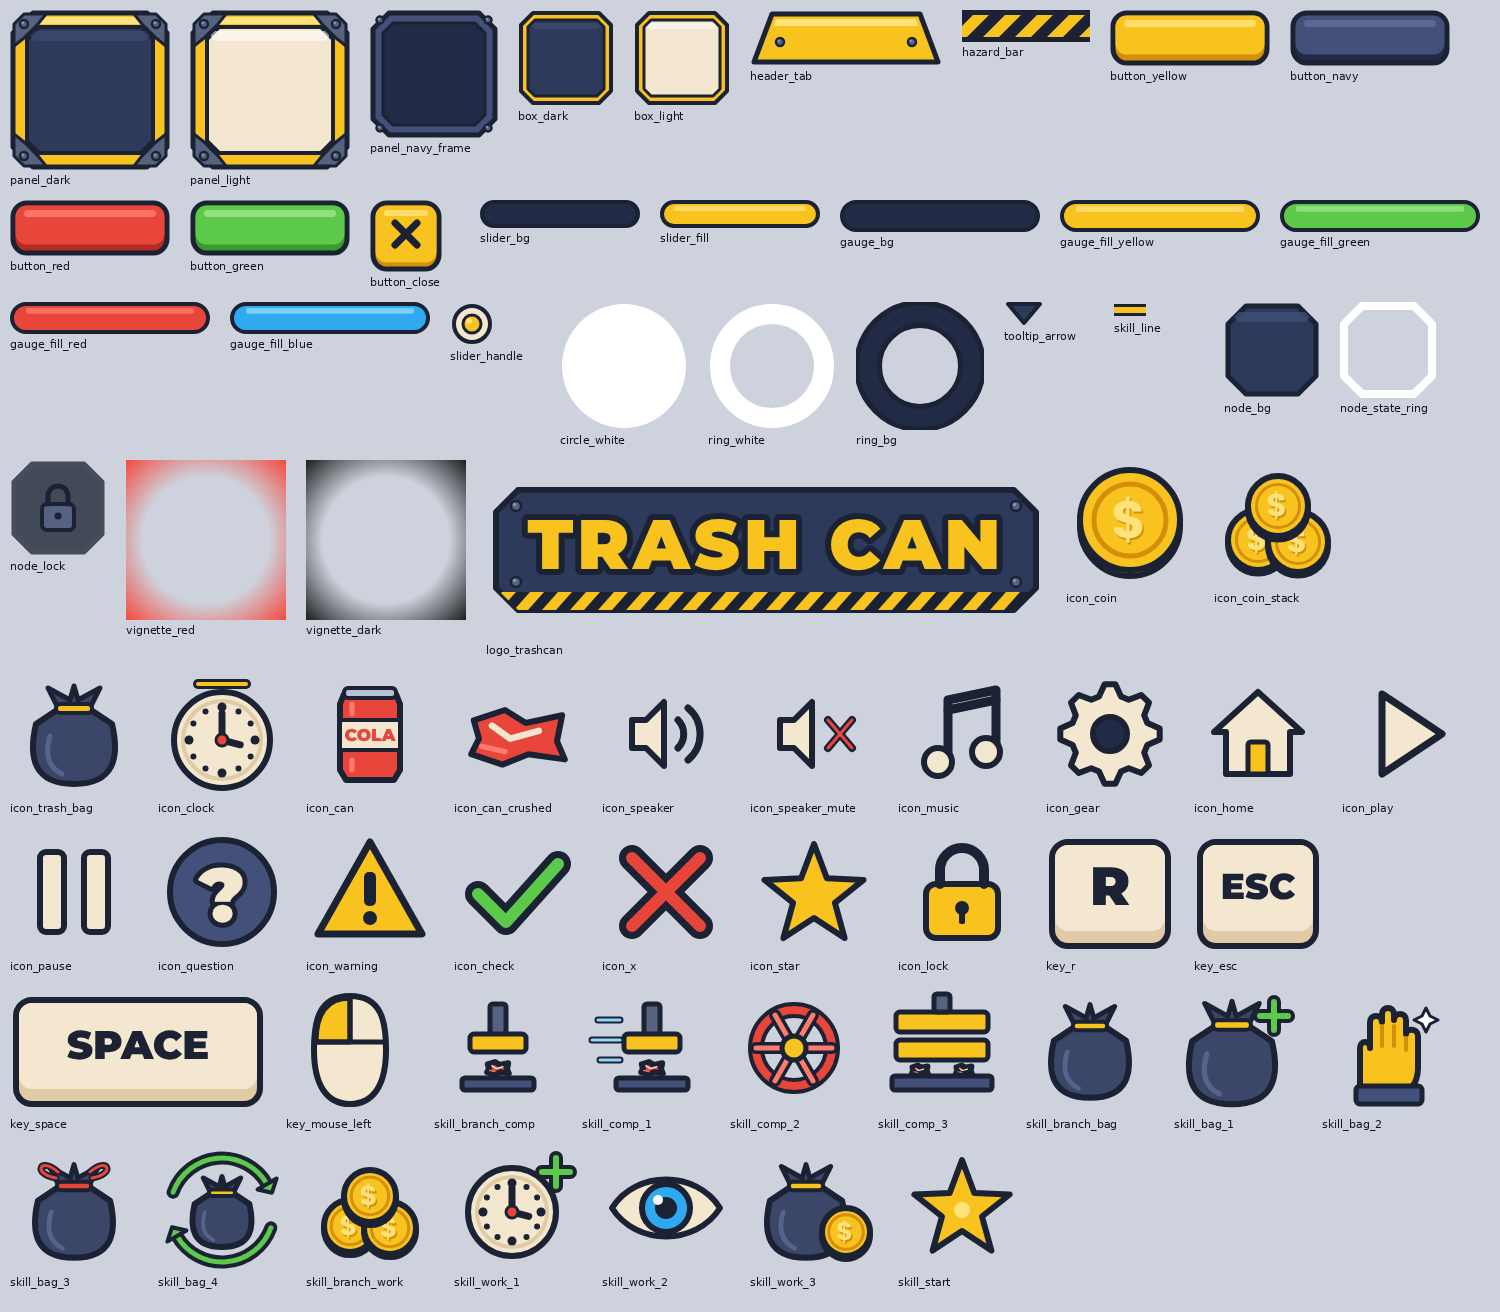 panel_dark
panel_light
panel_navy_frame
box_dark
box_light
header_tab
hazard_bar
button_yellow
button_navy
button_red
button_green
button_close
slider_bg
slider_fill
gauge_bg
gauge_fill_yellow
gauge_fill_green
gauge_fill_red
gauge_fill_blue
slider_handle
circle_white
ring_white
ring_bg
tooltip_arrow
skill_line
node_bg
node_state_ring
node_lock
vignette_red
vignette_dark
TRASH CAN
logo_trashcan
$
icon_coin
$
$ $
icon_coin_stack
icon_trash_bag
icon_clock
COLA
icon_can
icon_can_crushed
icon_speaker
icon_speaker_mute
icon_music
icon_gear
icon_home
icon_play
icon_pause
?
icon_question
!
icon_warning
icon_check
icon_x
icon_star
icon_lock
R
key_r
ESC
key_esc
SPACE
key_space
key_mouse_left
skill_branch_comp
skill_comp_1
skill_comp_2
skill_comp_3
skill_branch_bag
skill_bag_1
skill_bag_2
skill_bag_3
skill_bag_4
$
$ $
skill_branch_work
skill_work_1
skill_work_2
$
skill_work_3
skill_start